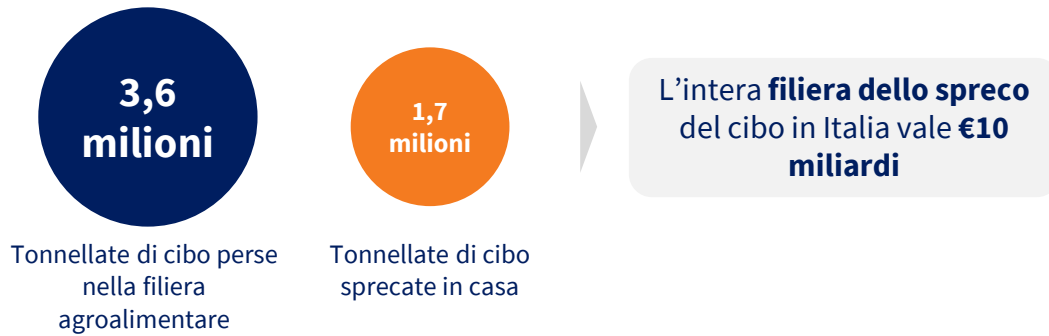 3,6
milioni
Tonnellate di cibo perse
nella filiera
agroalimentare
1,7
milioni
Tonnellate di cibo
sprecate in casa
L’intera filiera dello spreco
del cibo in Italia vale €10
miliardi